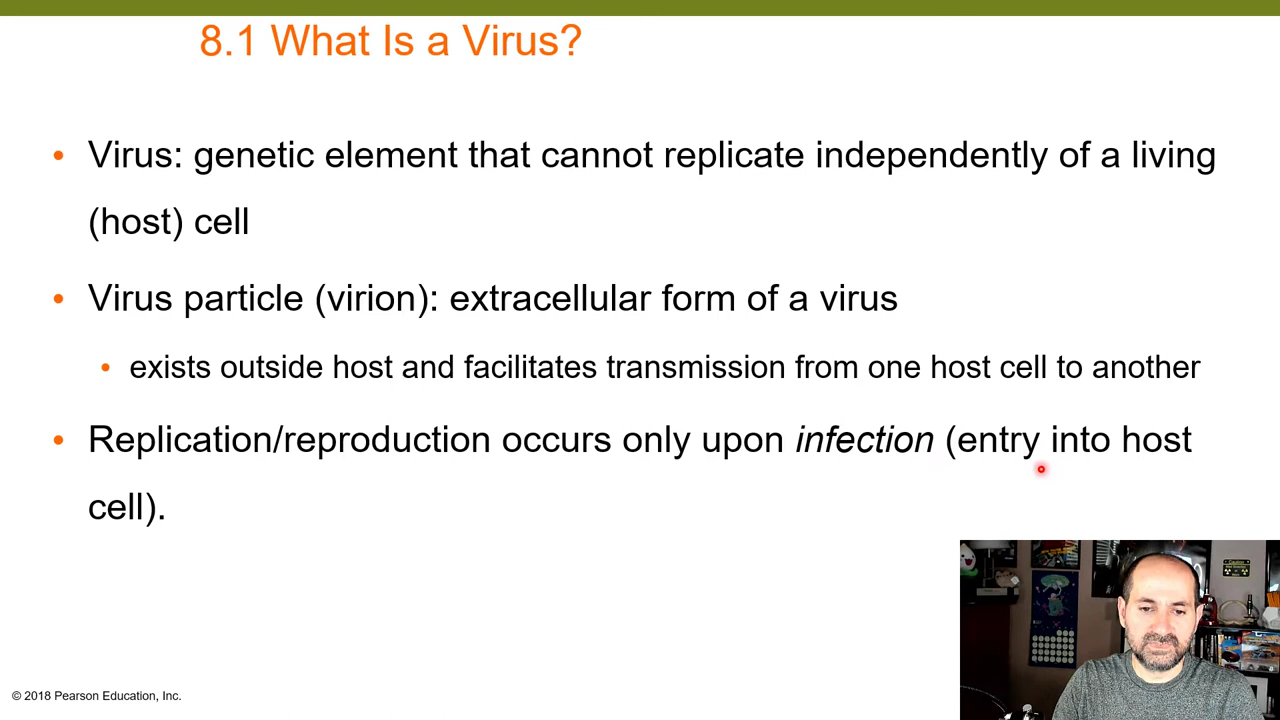 8.1 What Is a Virus?
• Virus: genetic element that cannot replicate independently of a living
(host) cell
• Virus particle (virion): extracellular form of a virus
• exists outside host and facilitates transmission from one host cell to another
• Replication/reproduction occurs only upon infection (entry into host
cell).
© 2018 Pearson Education, Inc.